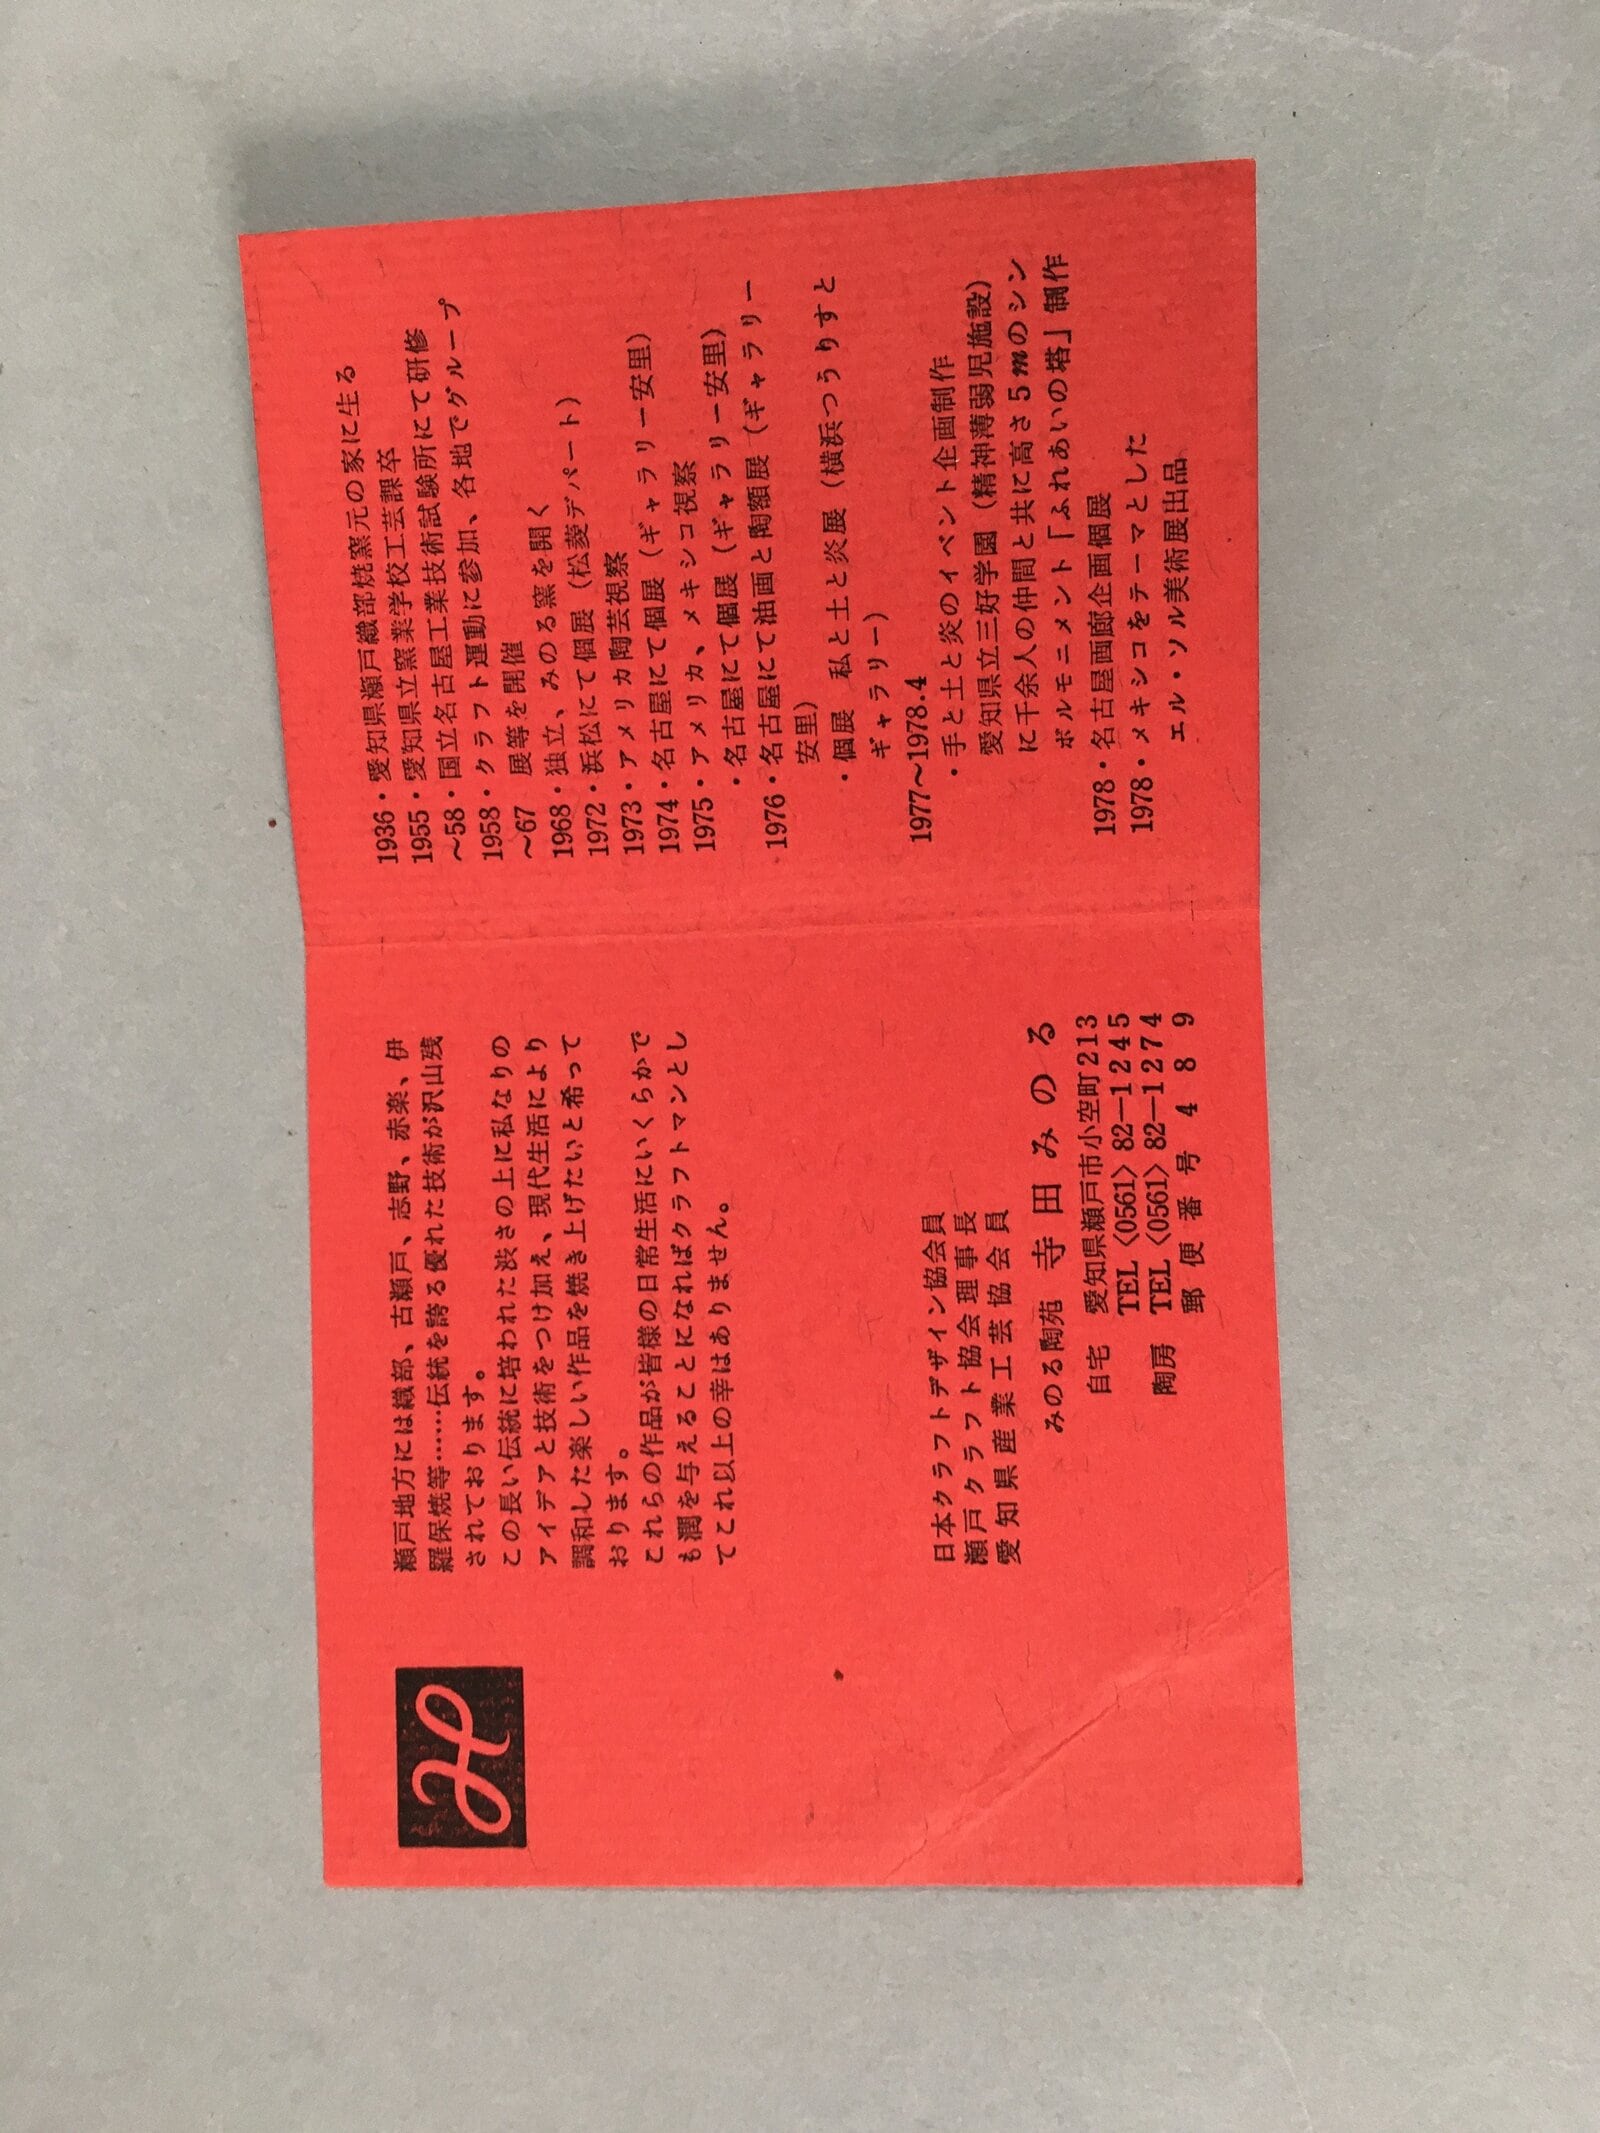 瀬戸地方には織部、古瀬戸、志野、赤楽、伊
羅保焼等……伝統を誇る優れた技術が沢山残
されております。
この長い伝統に培われた渋さの上に私なりの
アイデアと技術をつけ加え、現代生活により
調和した楽しい作品を焼き上げたいと希って
おります。
これらの作品が皆様の日常生活にいくらかで
も潤を与えることになればクラフトマンとし
てこれ以上の幸はありません。
日本クラフトデザイン協会員
瀬戸クラフト協会理事長
愛知県産業工芸協会員
みのる陶苑 寺田みのる
自宅 愛知県瀬戸市小空町213
TEL〈0561〉82—1245
陶房 TEL〈0561〉82—1274
郵便番号 489
1936・愛知県瀬戸織部焼窯元の家に生る
1955・愛知県立窯業学校工芸課卒
〜58・国立名古屋工業技術試験所にて研修
1958・クラフト運動に参加、各地でグループ
〜67 展等を開催
1968・独立、みのる窯を開く
1972・浜松にて個展（松菱デパート）
1973・アメリカ陶芸視察
1974・名古屋にて個展（ギャラリー安里）
1975・アメリカ、メキシコ視察
・名古屋にて個展（ギャラリー安里）
1976・名古屋にて油画と陶額展（ギャラリー
安里）
・個展 私と土と炎展（横浜つうりすと
ギャラリー）
1977〜1978.4
・手と土と炎のイベント企画制作
愛知県立三好学園（精神薄弱児施設）
に千余人の仲間と共に高さ5mのシン
ボルモニメント「ふれあいの塔」制作
1978・名古屋画廊企画個展
1978・メキシコをテーマとした
エル・ソル美術展出品